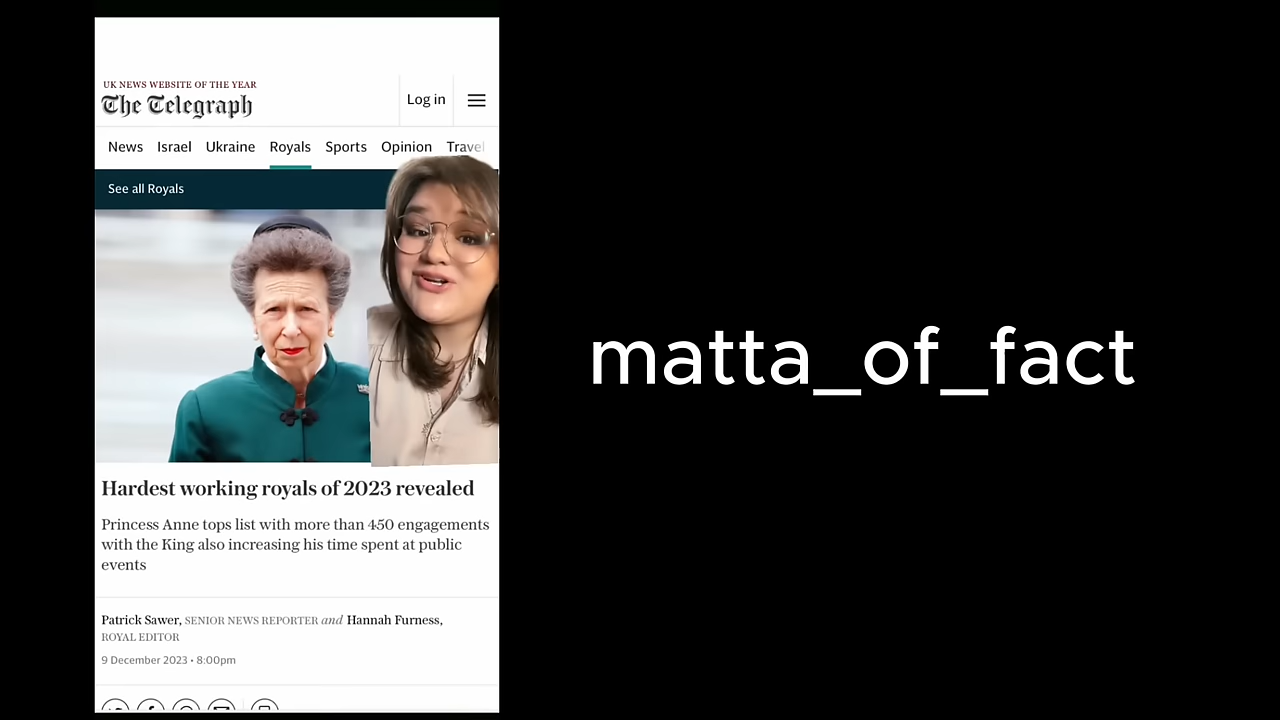 UK NEWS WEBSITE OF THE YEAR
The Telegraph
Log in
News Israel Ukraine Royals Sports Opinion Travel
See all Royals
matta_of_fact
Hardest working royals of 2023 revealed
Princess Anne tops list with more than 450 engagements
with the King also increasing his time spent at public
events
Patrick Sawer, SENIOR NEWS REPORTER and Hannah Furness,
ROYAL EDITOR
9 December 2023 • 8:00pm